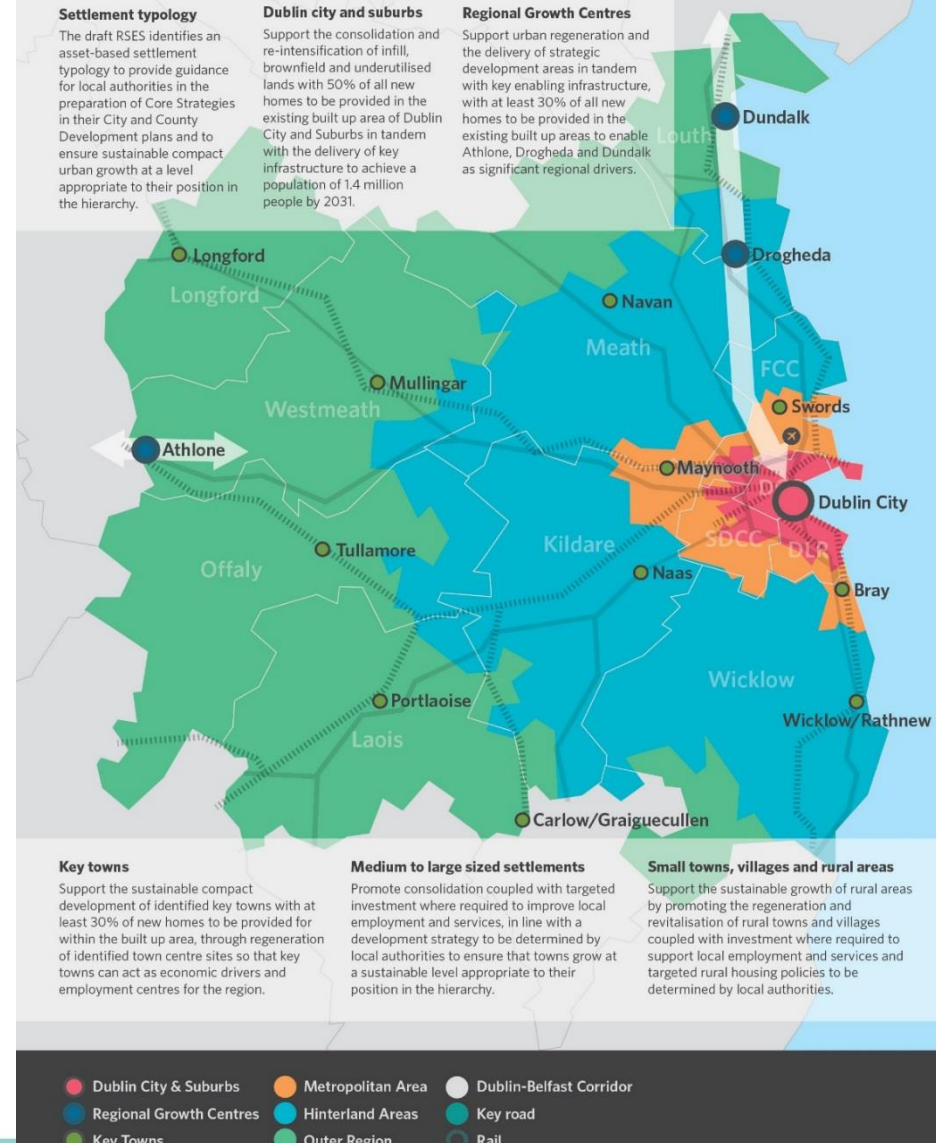 Settlement typology
The draft RSES identifies an
asset-based settlement
typology to provide guidance
for local authorities in the
preparation of Core Strategies
in their City and County
Development plans and to
ensure sustainable compact
urban growth at a level
appropriate to their position in
the hierarchy.
Dublin city and suburbs
Support the consolidation and
re-intensification of infill,
brownfield and underutilised
lands with 50% of all new
homes to be provided in the
existing built up area of Dublin
City and Suburbs in tandem
with the delivery of key
infrastructure to achieve a
population of 1.4 million
people by 2031.
Regional Growth Centres
Support urban regeneration and
the delivery of strategic
development areas in tandem
with key enabling infrastructure,
with at least 30% of all new
homes to be provided in the
existing built up areas to enable
Athlone, Drogheda and Dundalk
as significant regional drivers.
Dundalk
Louth
Longford
Drogheda
Longford
Navan
Meath
FCC
Mullingar
Westmeath
Swords
Athlone
Maynooth
Dublin City
Tullamore
Kildare
SDCC
DLR
Offaly
Naas
Bray
Wicklow
Portlaoise
Wicklow/Rathnew
Laois
Carlow/Graiguecullen
Key towns
Support the sustainable compact
development of identified key towns with at
least 30% of new homes to be provided for
within the built up area, through regeneration
of identified town centre sites so that key
towns can act as economic drivers and
employment centres for the region.
Medium to large sized settlements
Promote consolidation coupled with targeted
investment where required to improve local
employment and services, in line with a
development strategy to be determined by
local authorities to ensure that towns grow at
a sustainable level appropriate to their
position in the hierarchy.
Small towns, villages and rural areas
Support the sustainable growth of rural areas
by promoting the regeneration and
revitalisation of rural towns and villages
coupled with investment where required to
support local employment and services and
targeted rural housing policies to be
determined by local authorities.
Dublin City & Suburbs
Metropolitan Area
Dublin-Belfast Corridor
Regional Growth Centres
Hinterland Areas
Key road
Key Towns
Outer Region
Rail